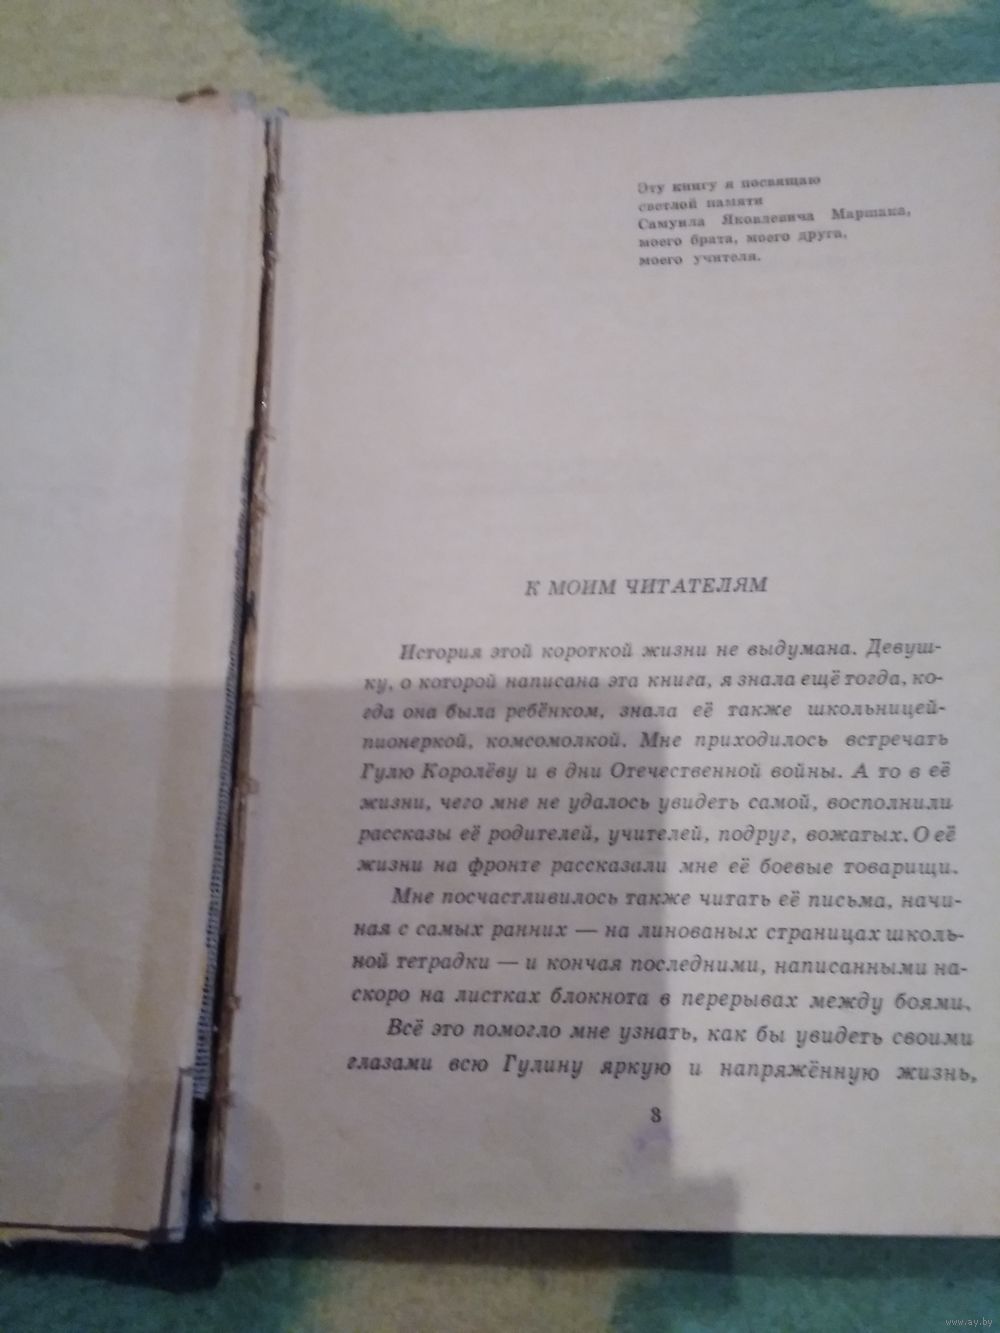 Эту книгу я посвящаю
светлой памяти
Самуила Яковлевича Маршака,
моего брата, моего друга,
моего учителя.
К МОИМ ЧИТАТЕЛЯМ
История этой короткой жизни не выдумана. Девуш-
ку, о которой написана эта книга, я знала ещё тогда, ко-
гда она была ребёнком, знала её также школьницей-
пионеркой, комсомолкой. Мне приходилось встречать
Гулю Королёву и в дни Отечественной войны. А то в её
жизни, чего мне не удалось увидеть самой, восполнили
рассказы её родителей, учителей, подруг, вожатых. О её
жизни на фронте рассказали мне её боевые товарищи.
Мне посчастливилось также читать её письма, начи-
ная с самых ранних — на линованых страницах школь-
ной тетрадки — и кончая последними, написанными на-
скоро на листках блокнота в перерывах между боями.
Всё это помогло мне узнать, как бы увидеть своими
глазами всю Гулину яркую и напряжённую жизнь,
3
www.ay.by